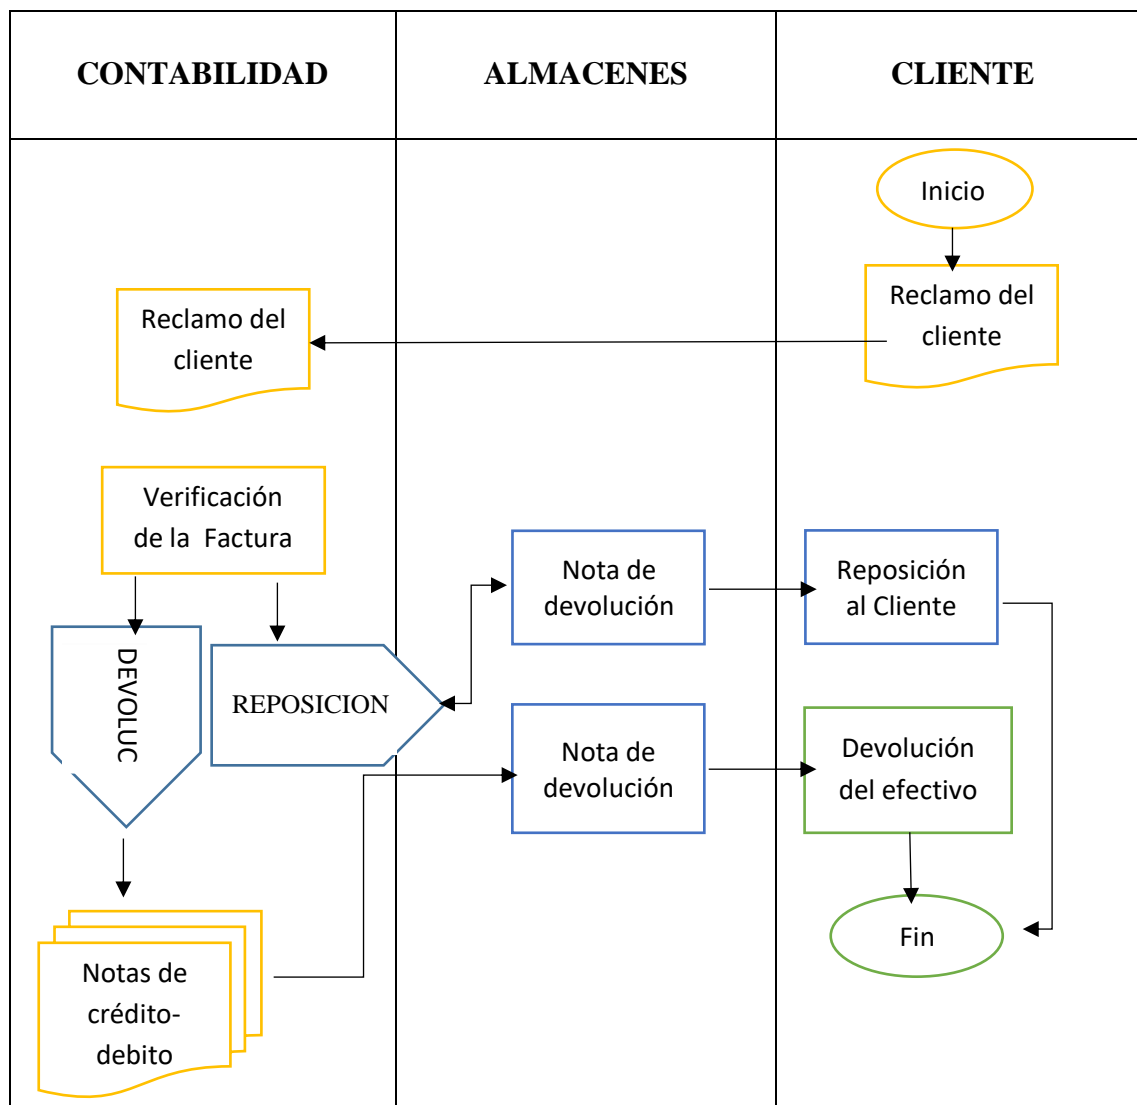 CONTABILIDAD
ALMACENES
CLIENTE
Inicio
Reclamo del
cliente
Reclamo del
cliente
Verificación
de la Factura
Nota de
devolución
Reposición
al Cliente
DEVOLUC
REPOSICION
Nota de
devolución
Devolución
del efectivo
Notas de
crédito-
debito
Fin